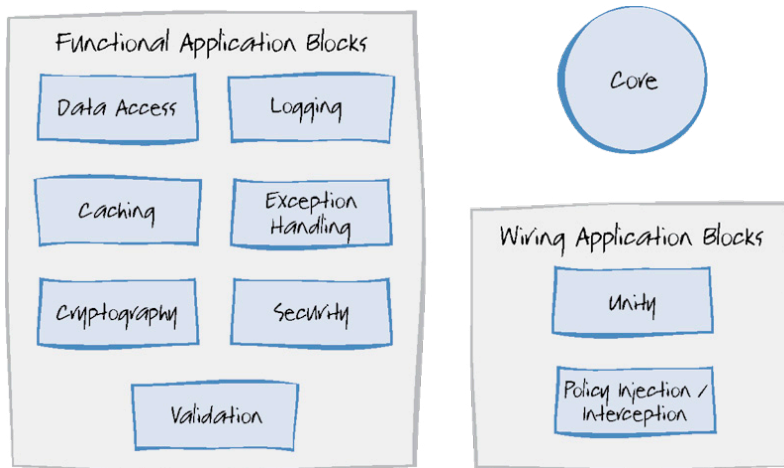 Functional Application Blocks
Data Access
Logging
Caching
Exception
Handling
Cryptography
Security
Validation
Core
Wiring Application Blocks
Unity
Policy Injection /
Interception